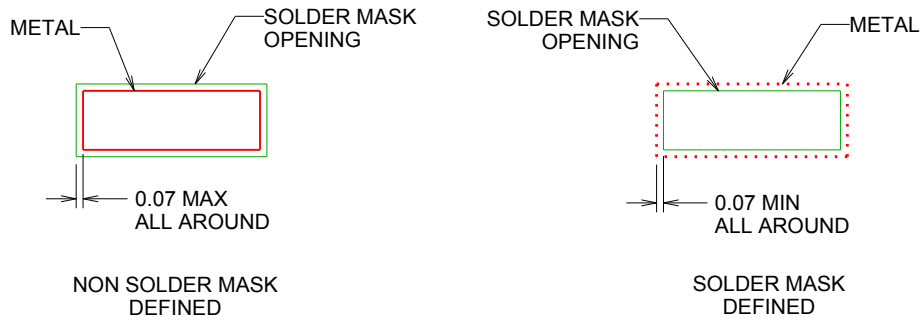 METAL
SOLDER MASK
OPENING
0.07 MAX
ALL AROUND
NON SOLDER MASK
DEFINED
SOLDER MASK
OPENING
METAL
0.07 MIN
ALL AROUND
SOLDER MASK
DEFINED